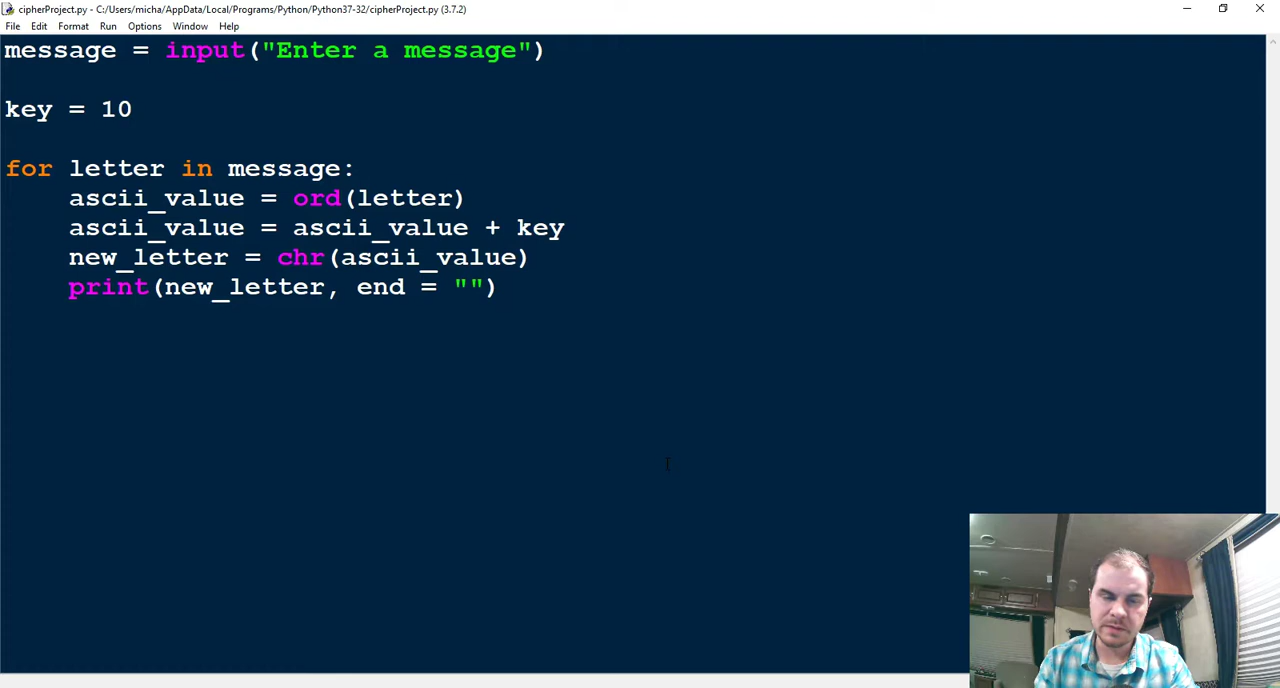 cipherProject.py - C:/Users/micha/AppData/Local/Programs/Python/Python37-32/cipherProject.py (3.7.2)
File Edit Format Run Options Window Help
message = input("Enter a message")
key = 10
for letter in message:
    ascii_value = ord(letter)
    ascii_value = ascii_value + key
    new_letter = chr(ascii_value)
    print(new_letter, end = "")